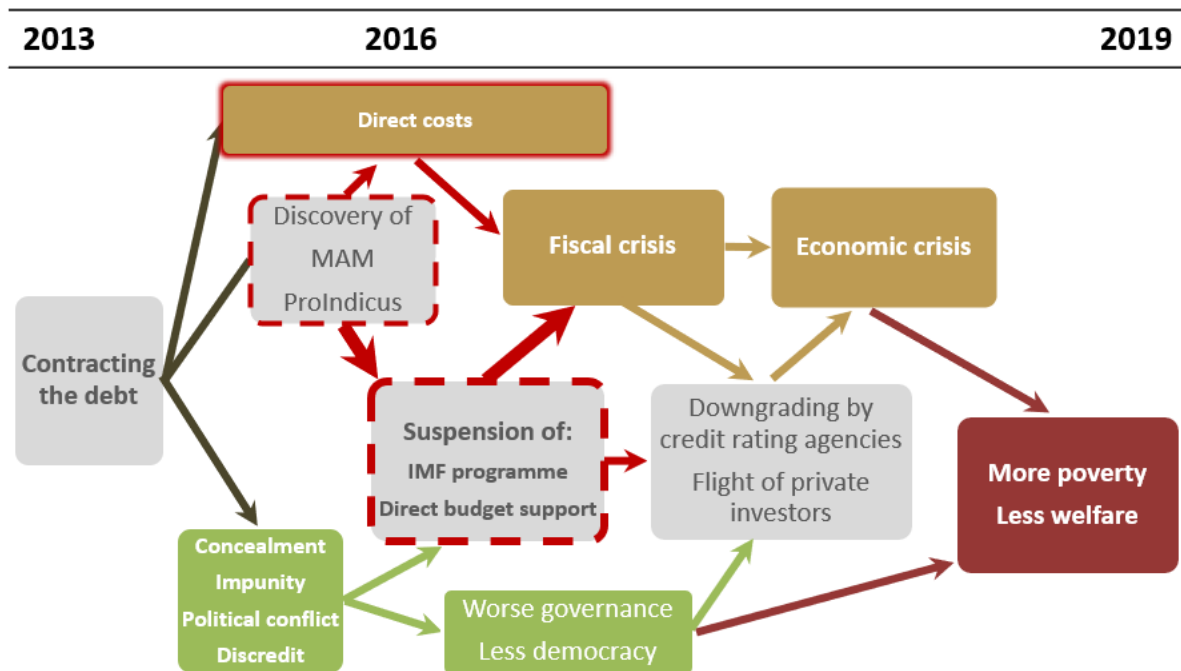 2013
2016
2019
Direct costs
Discovery of
MAM
ProIndicus
Fiscal crisis
Economic crisis
Contracting
the debt
Suspension of:
IMF programme
Direct budget support
Downgrading by
credit rating agencies
Flight of private
investors
More poverty
Less welfare
Concealment
Impunity
Political conflict
Discredit
Worse governance
Less democracy